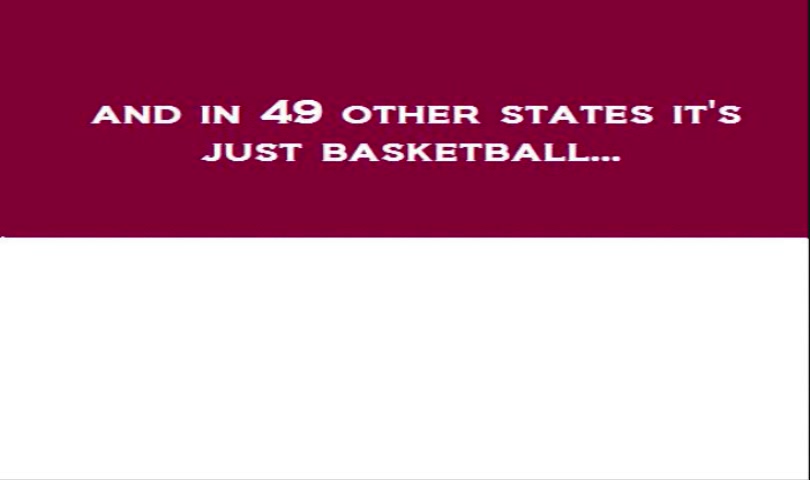 AND IN 49 OTHER STATES IT'S
JUST BASKETBALL...